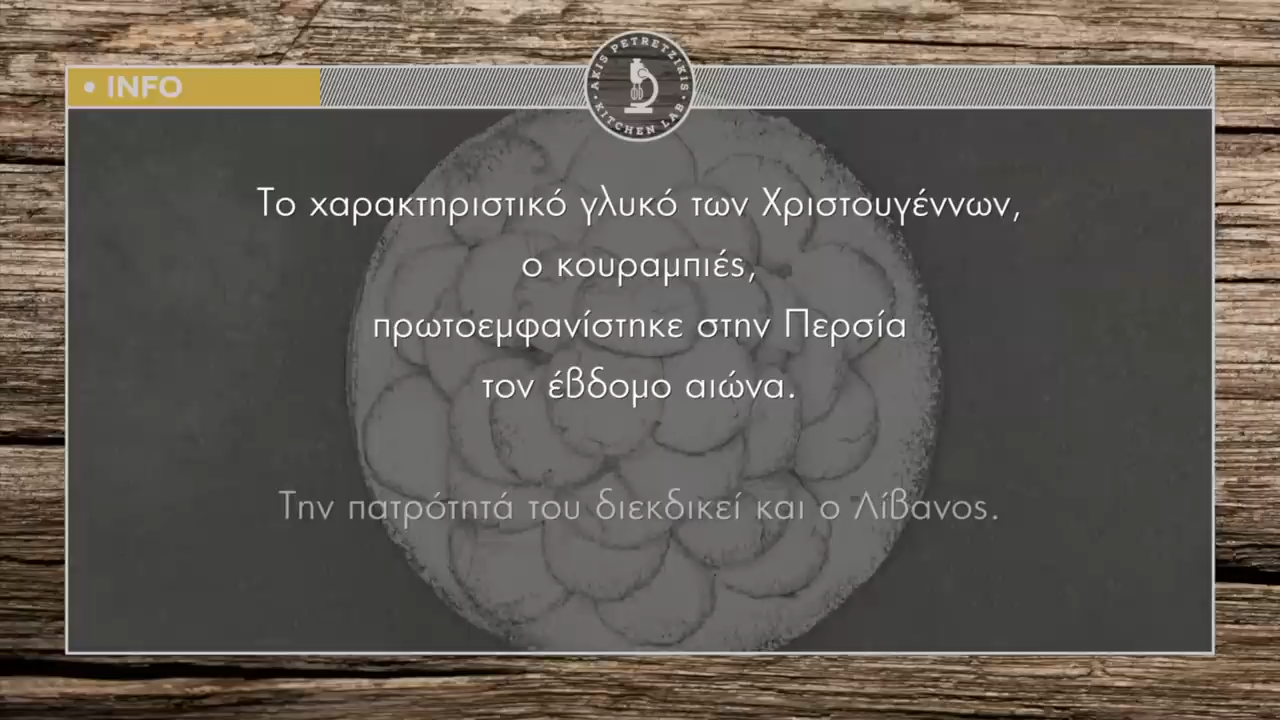 AKIS PETRETZIKIS
KITCHEN LAB
• INFO
Το χαρακτηριστικό γλυκό των Χριστουγέννων,
ο κουραμπιές,
πρωτοεμφανίστηκε στην Περσία
τον έβδομο αιώνα.
Την πατρότητά του διεκδικεί και ο Λίβανος.